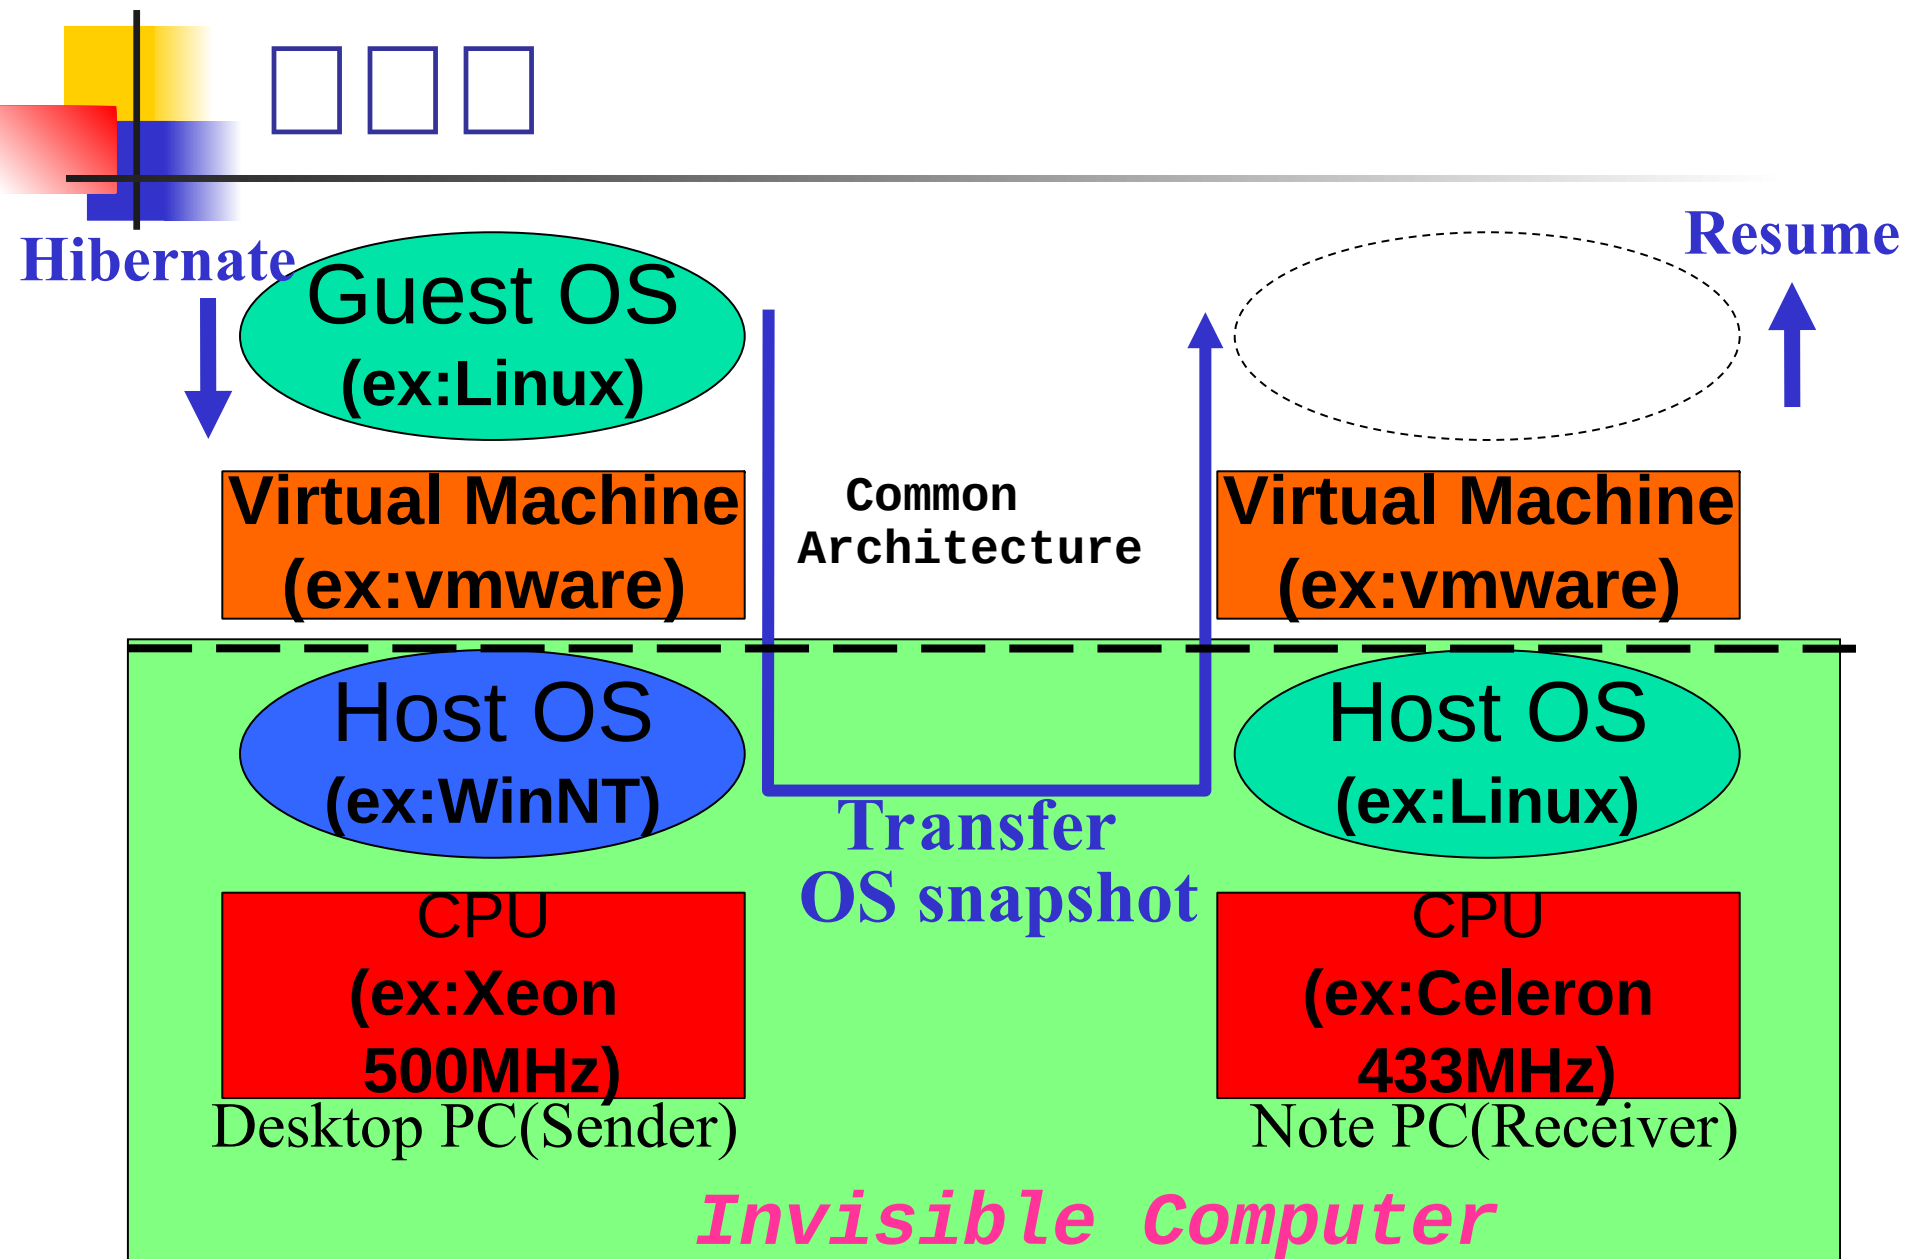 Hibernate
Resume
Guest OS
(ex:Linux)
Virtual Machine
(ex:vmware)
Common
Architecture
Virtual Machine
(ex:vmware)
Host OS
(ex:WinNT)
Host OS
(ex:Linux)
Transfer
OS snapshot
CPU
(ex:Xeon
500MHz)
CPU
(ex:Celeron
433MHz)
Desktop PC(Sender)
Note PC(Receiver)
Invisible Computer